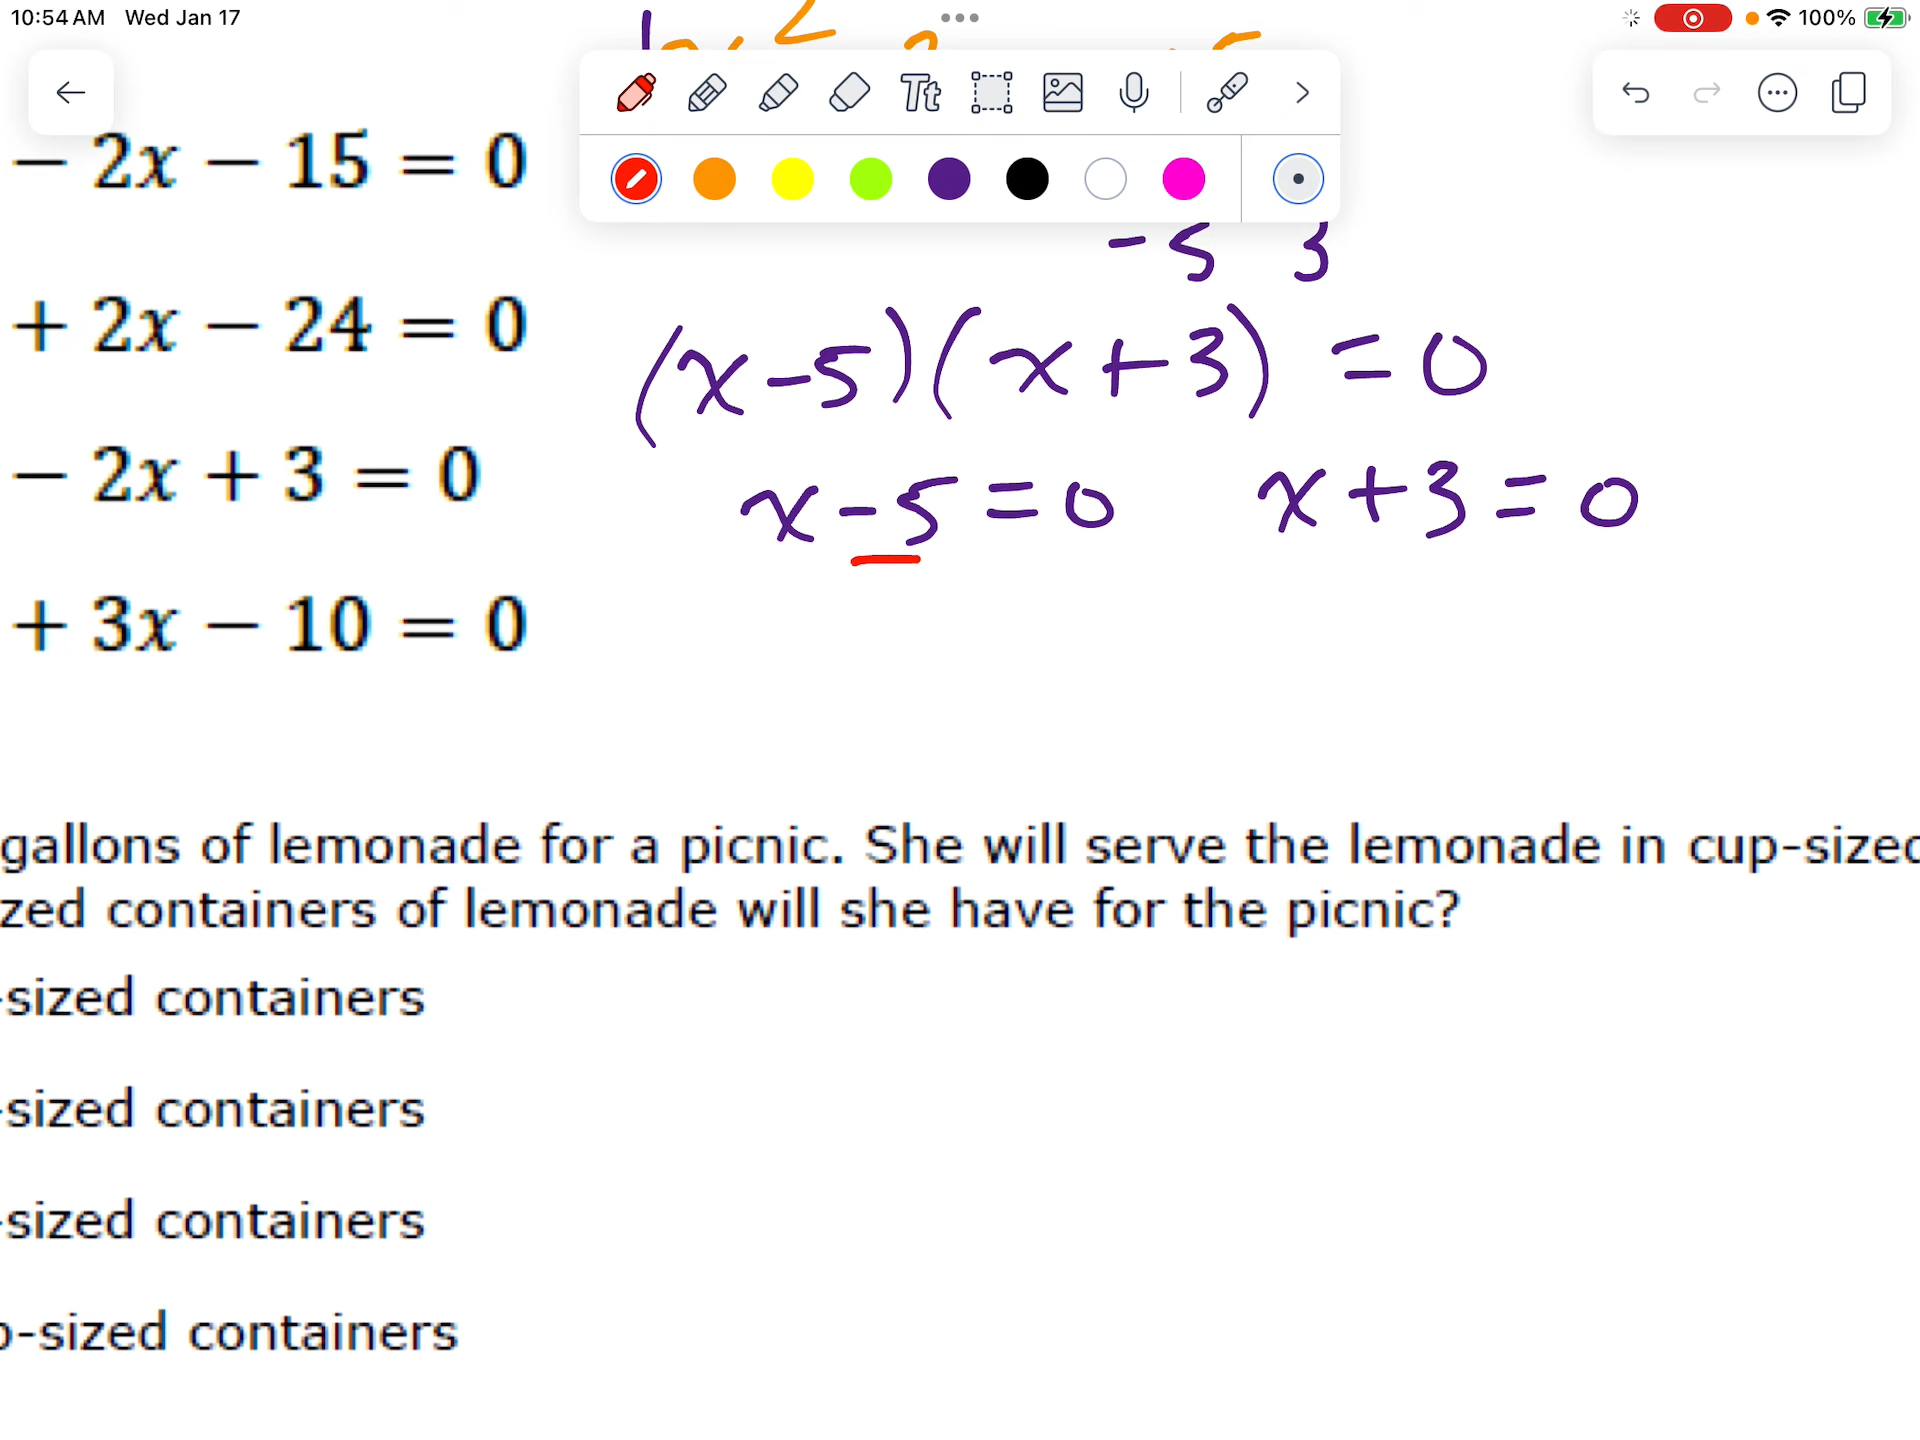 10:54 AM Wed Jan 17
100%
Tt
− 2x − 15 = 0
+ 2x − 24 = 0
− 2x + 3 = 0
+ 3x − 10 = 0
2
-5 3
(x-5)(x+3) = 0
x-5=0 x+3=0
gallons of lemonade for a picnic. She will serve the lemonade in cup-sized
zed containers of lemonade will she have for the picnic?
-sized containers
-sized containers
-sized containers
p-sized containers